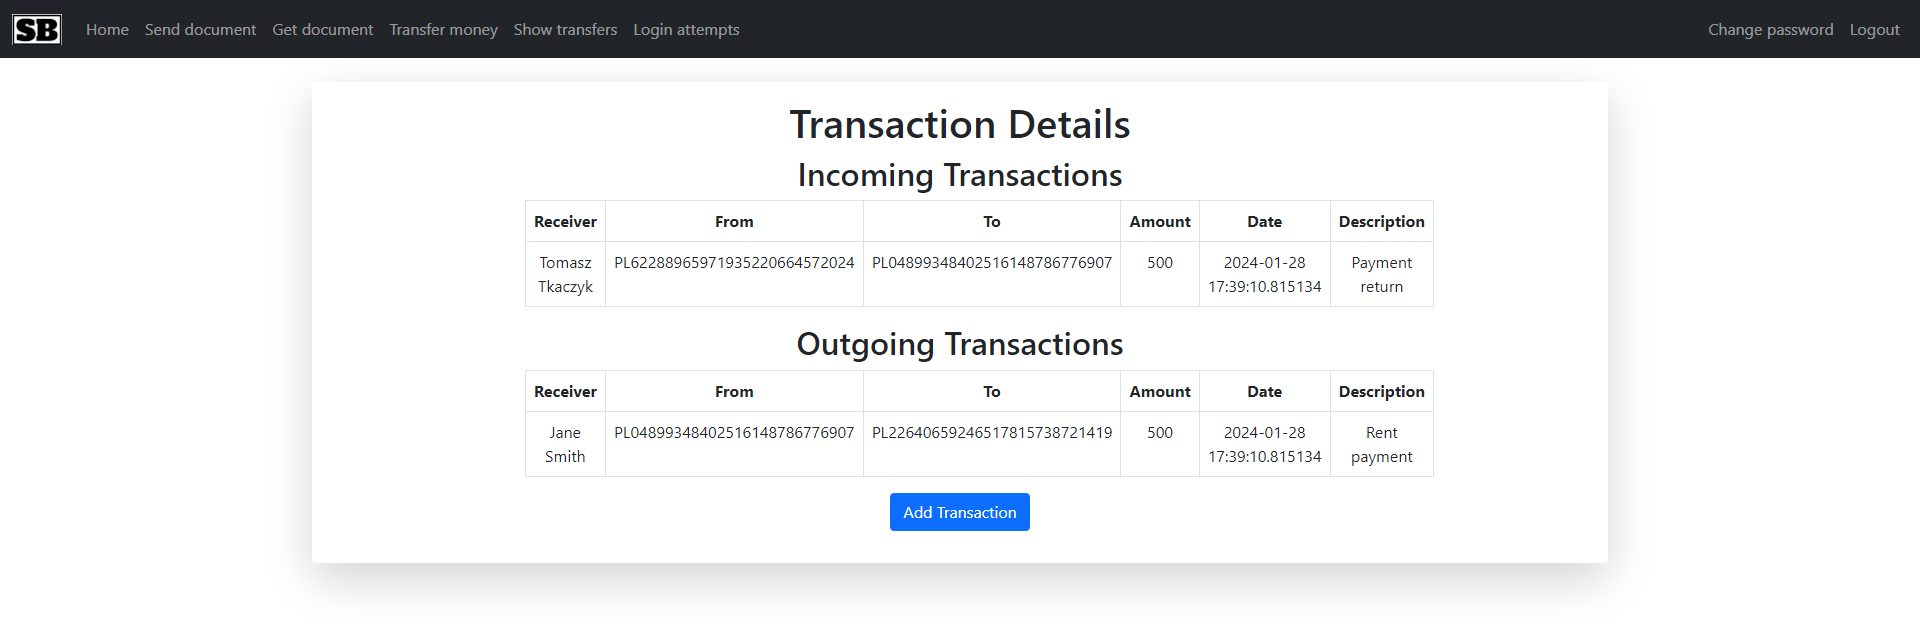 SB Home Send document Get document Transfer money Show transfers Login attempts Change password Logout
Transaction Details
Incoming Transactions
Receiver From To Amount Date Description
Tomasz PL62288965971935220664572024 PL04899348402516148786776907 500 2024-01-28 Payment
Tkaczyk 17:39:10.815134 return
Outgoing Transactions
Receiver From To Amount Date Description
Jane PL04899348402516148786776907 PL22640659246517815738721419 500 2024-01-28 Rent
Smith 17:39:10.815134 payment
Add Transaction